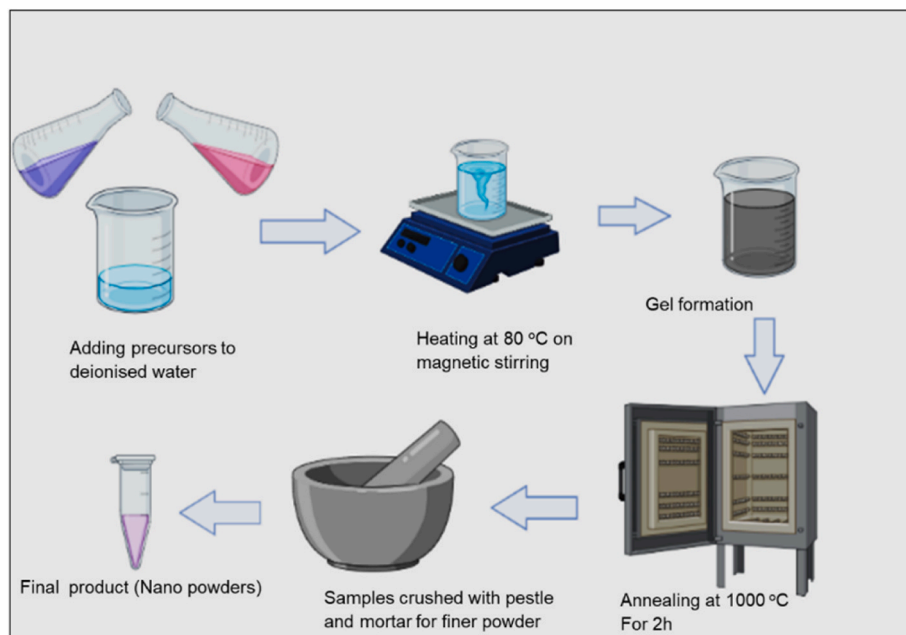 Adding precursors to
deionised water
Heating at 80 °C on
magnetic stirring
Gel formation
Annealing at 1000 °C
For 2h
Samples crushed with pestle
and mortar for finer powder
Final product (Nano powders)